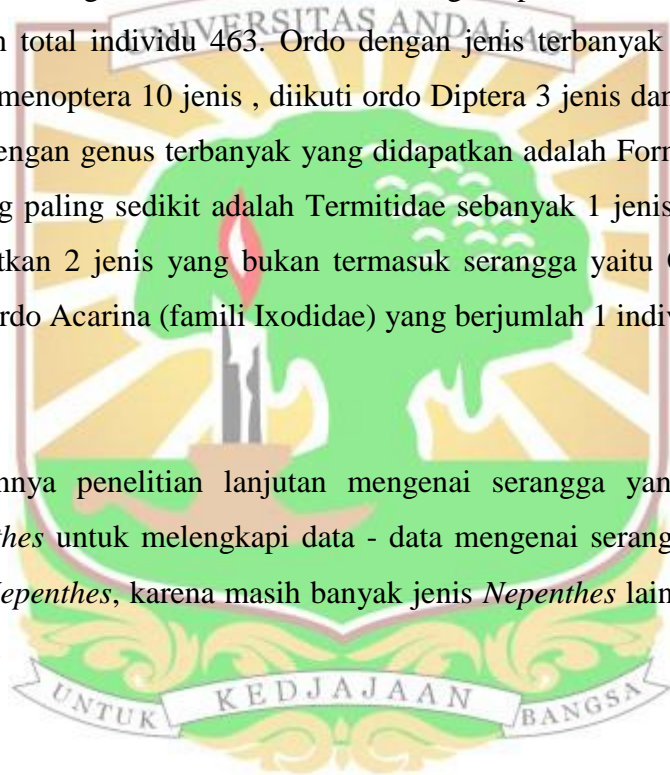 UNIVERSITAS ANDALAS
total individu 463. Ordo dengan jenis terbanyak
menoptera 10 jenis , diikuti ordo Diptera 3 jenis dan
engan genus terbanyak yang didapatkan adalah Form
g paling sedikit adalah Termitidae sebanyak 1 jenis
tkan 2 jenis yang bukan termasuk serangga yaitu
rdo Acarina (famili Ixodidae) yang berjumlah 1 indiv
nnya penelitian lanjutan mengenai serangga yan
thes untuk melengkapi data - data mengenai serang
Nepenthes, karena masih banyak jenis Nepenthes lain
UNTUK KEDJAJAAN BANGSA